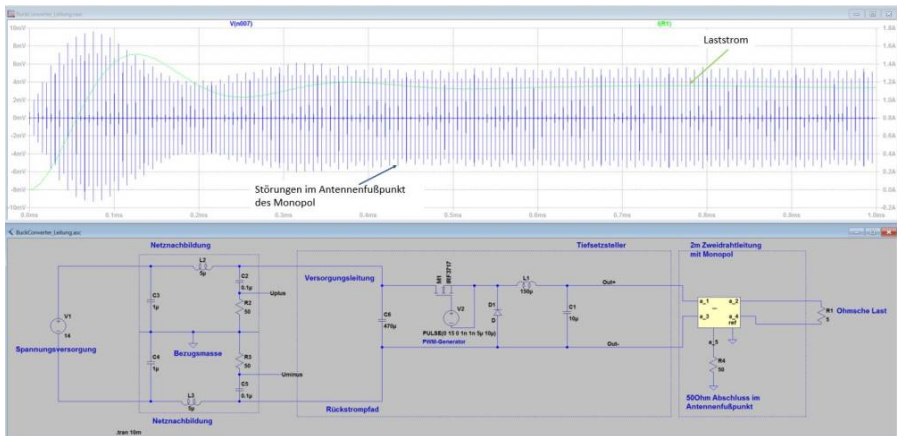 BuckConverter_Leitung.asc
V(n007)
I(R1)
10mV
8mV
6mV
4mV
2mV
0mV
-2mV
-4mV
-6mV
-8mV
-10mV
1.8A
1.6A
1.4A
1.2A
1.0A
0.8A
0.6A
0.4A
0.2A
0.0A
-0.2A
Laststrom
Störungen im Antennenfußpunkt
des Monopol
0.0ms
0.1ms
0.2ms
0.3ms
0.4ms
0.5ms
0.6ms
0.7ms
0.8ms
0.9ms
1.0ms
BuckConverter_Leitung.asc
Netznachbildung
Tiefsetzsteller
2m Zweidrahtleitung
mit Monopol
L2
5µ
C2
0.1µ
Versorgungsleitung
M1
IRF3717
L1
100µ
Out+
C3
1µ
Uplus
R2
50
V1
14
Spannungsversorgung
Bezugsmasse
C6
470µ
V2
D1
D
C1
10µ
PULSE(0 15 0 1n 1n 5µ 10µ)
PWM-Generator
a_1
a_2
a_3
a_4
ref
R1
5
Ohmsche Last
C4
1µ
R3
50
Uminus
C5
0.1µ
Out-
a_5
R4
50
L3
5µ
Rückstrompfad
50Ohm Abschluss im
Antennenfußpunkt
Netznachbildung
.tran 10m